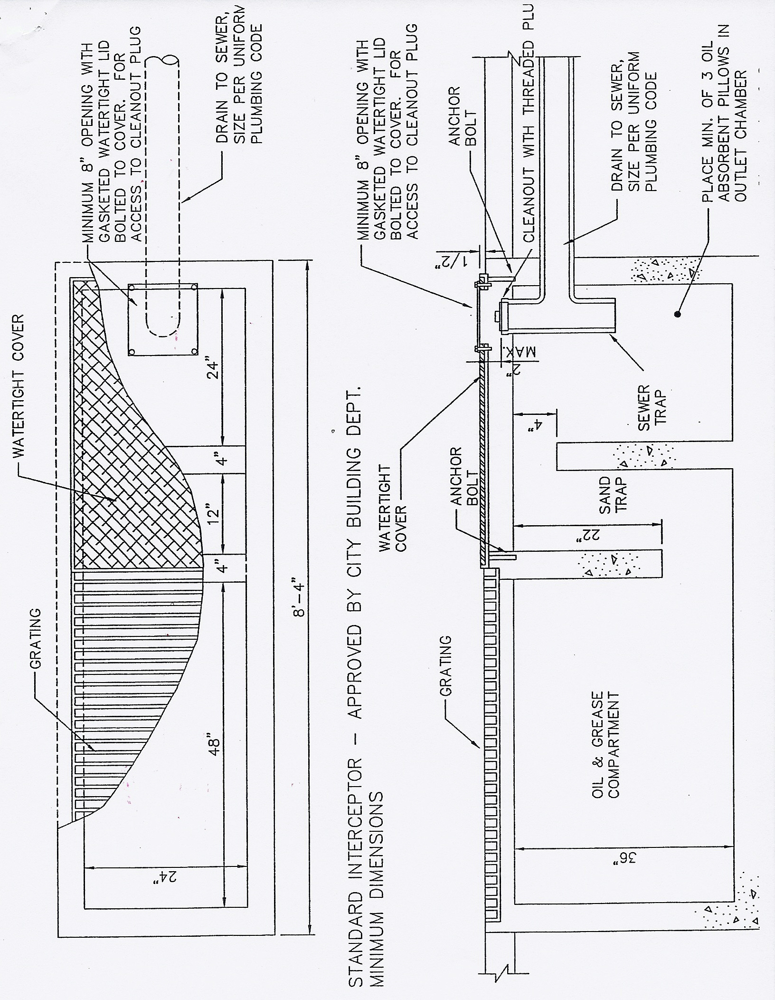 WATERTIGHT COVER
GRATING
MINIMUM 8" OPENING WITH
GASKETED WATERTIGHT LID
BOLTED TO COVER. FOR
ACCESS TO CLEANOUT PLUG
DRAIN TO SEWER,
SIZE PER UNIFORM
PLUMBING CODE
24"
48"
4"
12"
4"
24"
8'-4"
STANDARD INTERCEPTOR - APPROVED BY CITY BUILDING DEPT.
MINIMUM DIMENSIONS
MINIMUM 8" OPENING WITH
GASKETED WATERTIGHT LID
BOLTED TO COVER. FOR
ACCESS TO CLEANOUT PLUG
WATERTIGHT
COVER
GRATING
ANCHOR
BOLT
ANCHOR
BOLT
1/2"
2"
MAX.
CLEANOUT WITH THREADED PLU
4"
22"
36"
SAND
TRAP
SEWER
TRAP
OIL & GREASE
COMPARTMENT
DRAIN TO SEWER,
SIZE PER UNIFORM
PLUMBING CODE
PLACE MIN. OF 3 OIL
ABSORBENT PILLOWS IN
OUTLET CHAMBER